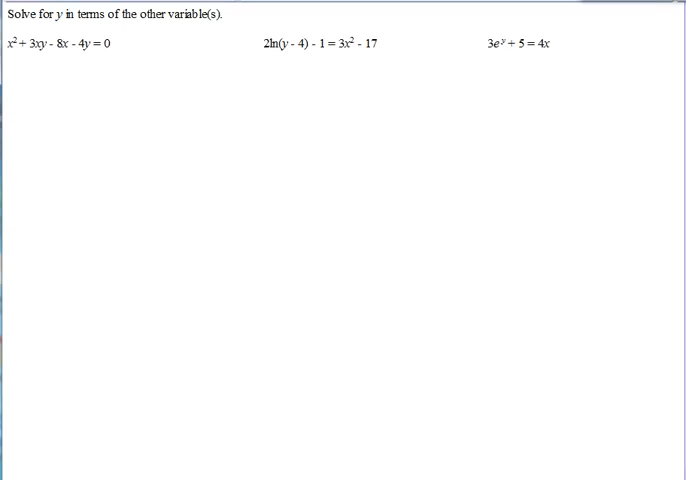 Solve for y in terms of the other variable(s).
x² + 3xy - 8x - 4y = 0 2ln(y - 4) - 1 = 3x² - 17 3eʸ + 5 = 4x